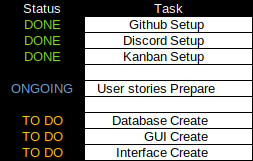 Status Task
DONE Github Setup
DONE Discord Setup
DONE Kanban Setup
ONGOING User stories Prepare
TO DO Database Create
TO DO GUI Create
TO DO Interface Create